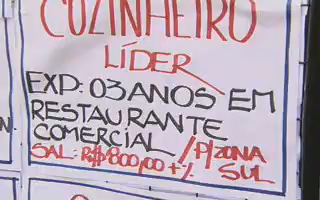 COZINHEIRO
LÍDER
EXP: 03 ANOS EM
RESTAURANTE
COMERCIAL /P/ZONA
SAL: R$ 800,00 + % SUL